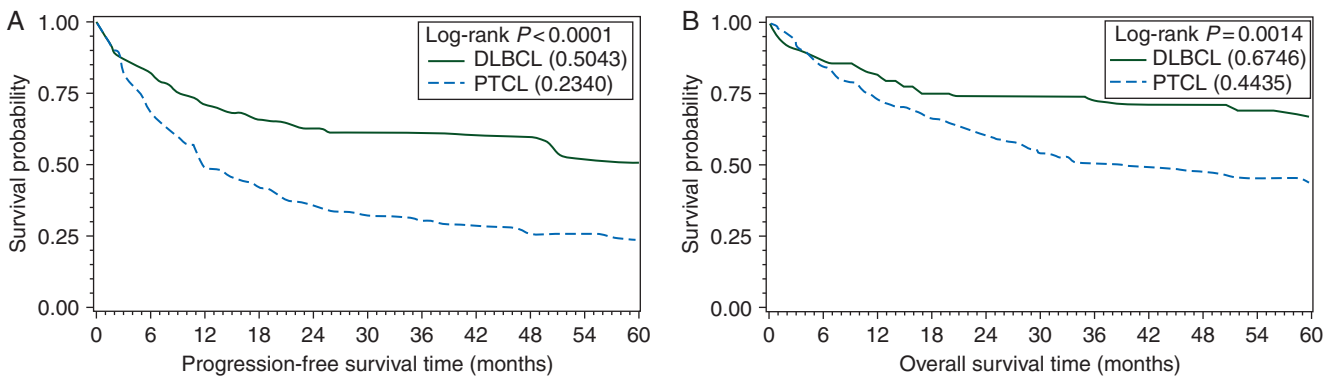 A
Log-rank P<0.0001
DLBCL (0.5043)
PTCL (0.2340)
Survival probability
1.00
0.75
0.50
0.25
0.00
0 6 12 18 24 30 36 42 48 54 60
Progression-free survival time (months)
B
Log-rank P=0.0014
DLBCL (0.6746)
PTCL (0.4435)
Survival probability
1.00
0.75
0.50
0.25
0.00
0 6 12 18 24 30 36 42 48 54 60
Overall survival time (months)